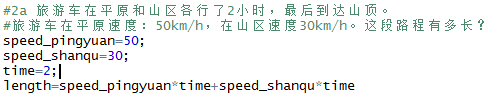 #2a 旅游车在平原和山区各行了2小时，最后到达山顶。
#旅游车在平原速度：50km/h，在山区速度30km/h。这段路程有多长？
speed_pingyuan=50;
speed_shanqu=30;
time=2;
length=speed_pingyuan*time+speed_shanqu*time